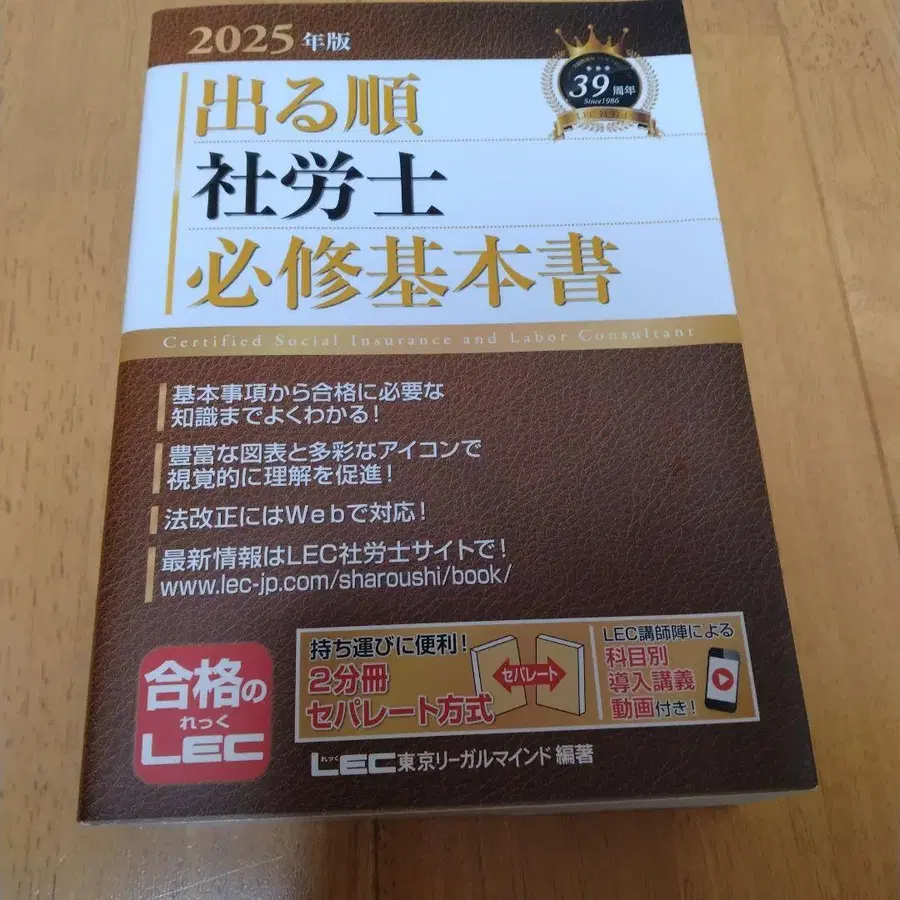 2025年版
出る順
社労士
必修基本書
39周年
Since1986
Certified Social Insurance and Labor Consultant
基本事項から合格に必要な
知識までよくわかる!
豊富な図表と多彩なアイコンで
視覚的に理解を促進!
法改正にはWebで対応!
最新情報はLEC社労士サイトで!
www.lec-jp.com/sharoushi/book/
合格の
れっく
LEC
持ち運びに便利!
2分冊
セパレート方式
セパレート
LEC講師陣による
科目別
導入講義
動画付き!
れっく
LEC東京リーガルマインド 編著